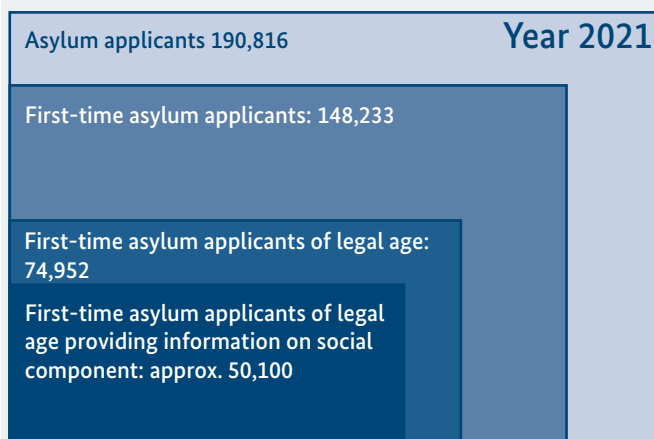 Asylum applicants 190,816
Year 2021
First-time asylum applicants: 148,233
First-time asylum applicants of legal age:
74,952
First-time asylum applicants of legal
age providing information on social
component: approx. 50,100